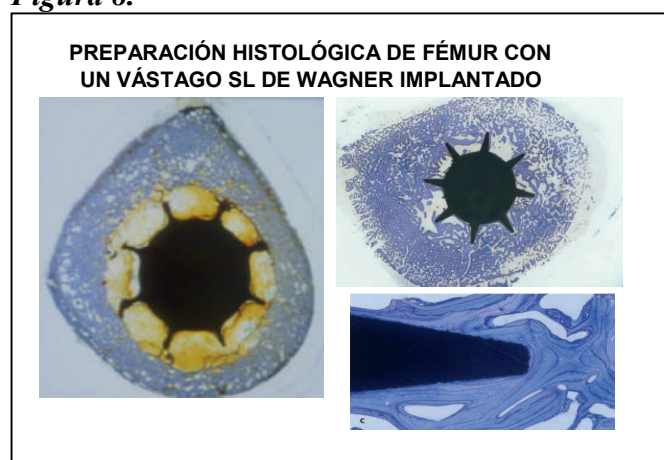 Figura 6.
PREPARACIÓN HISTOLÓGICA DE FÉMUR CON
UN VÁSTAGO SL DE WAGNER IMPLANTADO
c